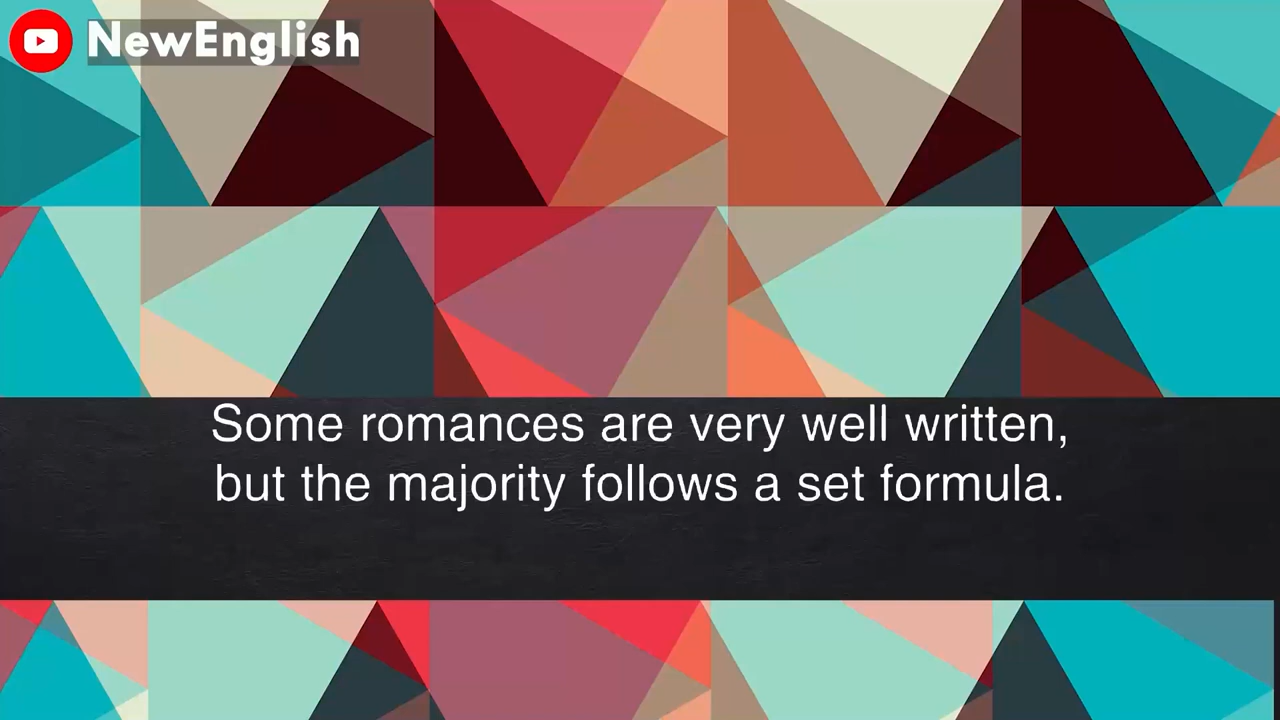 NewEnglish
Some romances are very well written,
but the majority follows a set formula.